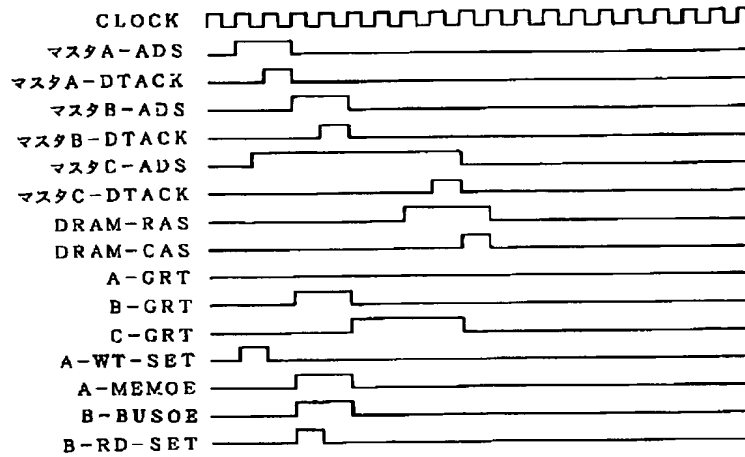 CLOCK
マスタA-ADS
マスタA-DTACK
マスタB-ADS
マスタB-DTACK
マスタC-ADS
マスタC-DTACK
DRAM-RAS
DRAM-CAS
A-GRT
B-GRT
C-GRT
A-WT-SET
A-MEMOE
B-BUSOE
B-RD-SET